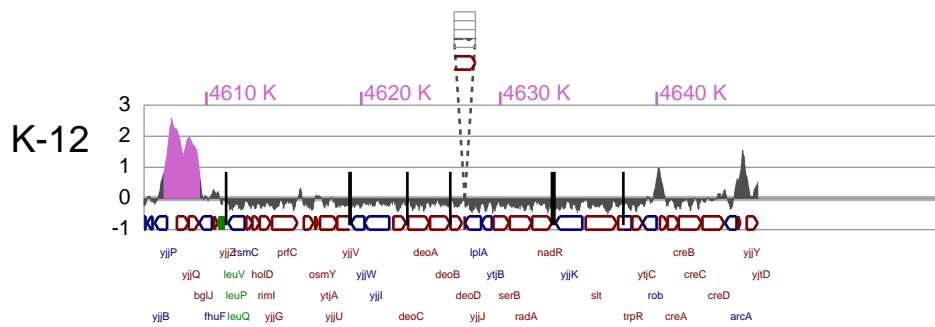 4610 K 4620 K 4630 K 4640 K
3
2
K-12
1
0
-1
yjjP yjjZ rsmC prfC yjjV deoA lplA nadR creB yjjY
yjjQ leuV holD osmY yjjW deoB ytjB yjjK ytjC creC yjtD
bglJ leuP rimI ytjA yjjI deoD serB slt rob creD
yjjB fhuF leuQ yjjG yjjU deoC yjjJ radA trpR creA arcA